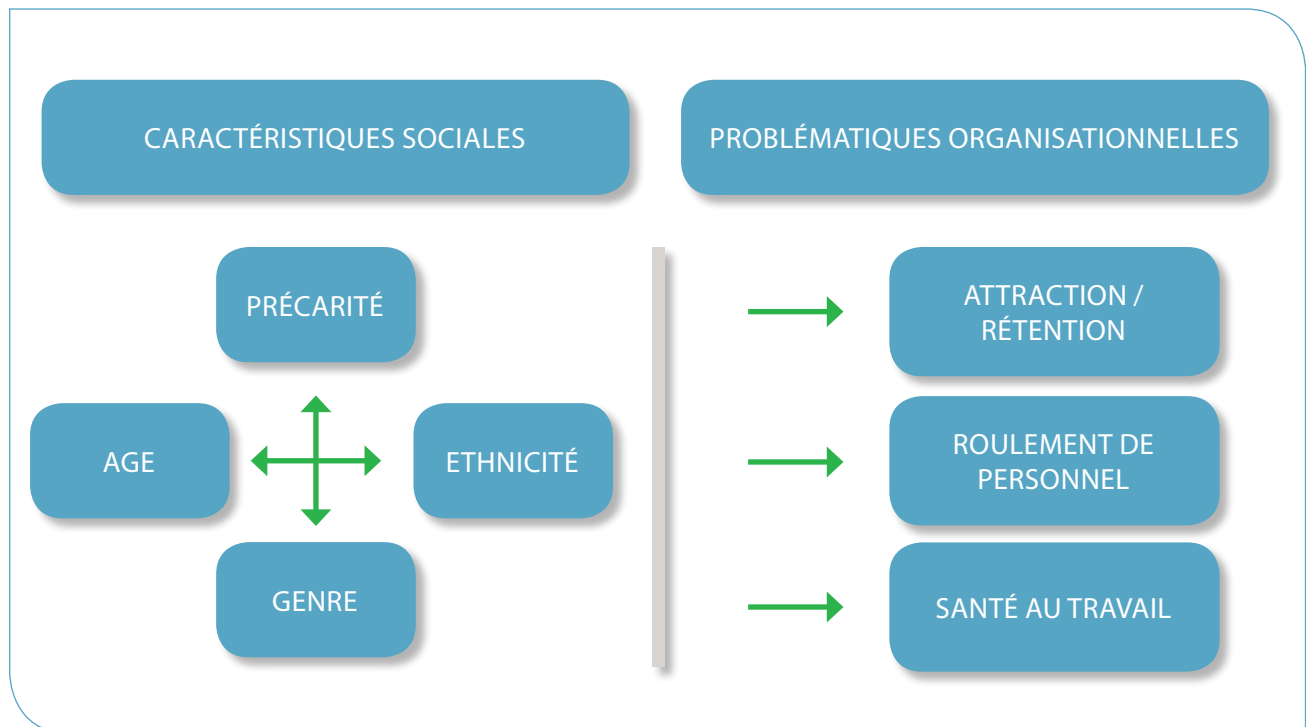 CARACTÉRISTIQUES SOCIALES
PROBLÉMATIQUES ORGANISATIONNELLES
PRÉCARITÉ
AGE
ETHNICITÉ
GENRE
ATTRACTION /
RÉTENTION
ROULEMENT DE
PERSONNEL
SANTÉ AU TRAVAIL